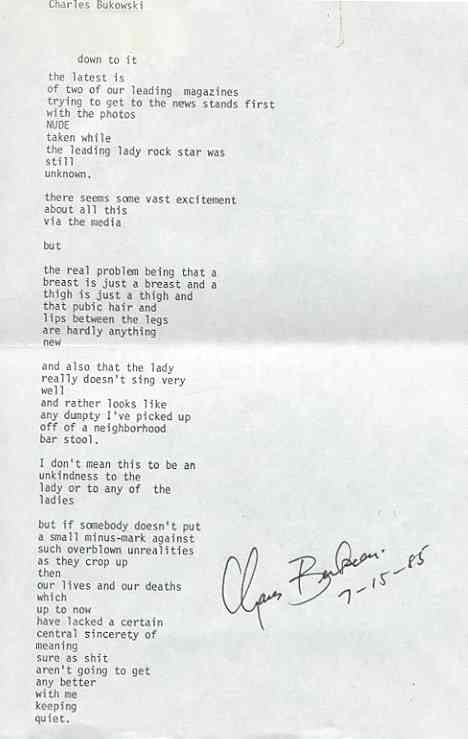 Charles Bukowski
down to it
the latest is
of two of our leading magazines
trying to get to the news stands first
with the photos
NUDE
taken while
the leading lady rock star was
still
unknown.
there seems some vast excitement
about all this
via the media
but
the real problem being that a
breast is just a breast and a
thigh is just a thigh and
that pubic hair and
lips between the legs
are hardly anything
new
and also that the lady
really doesn't sing very
well
and rather looks like
any dumpty I've picked up
off of a neighborhood
bar stool.
I don't mean this to be an
unkindness to the
lady or to any of the
ladies
but if somebody doesn't put
a small minus-mark against
such overblown unrealities
as they crop up
then
our lives and our deaths
which
up to now
have lacked a certain
central sincerety of
meaning
sure as shit
aren't going to get
any better
with me
keeping
quiet.
Charles Bukowski
7-15-85